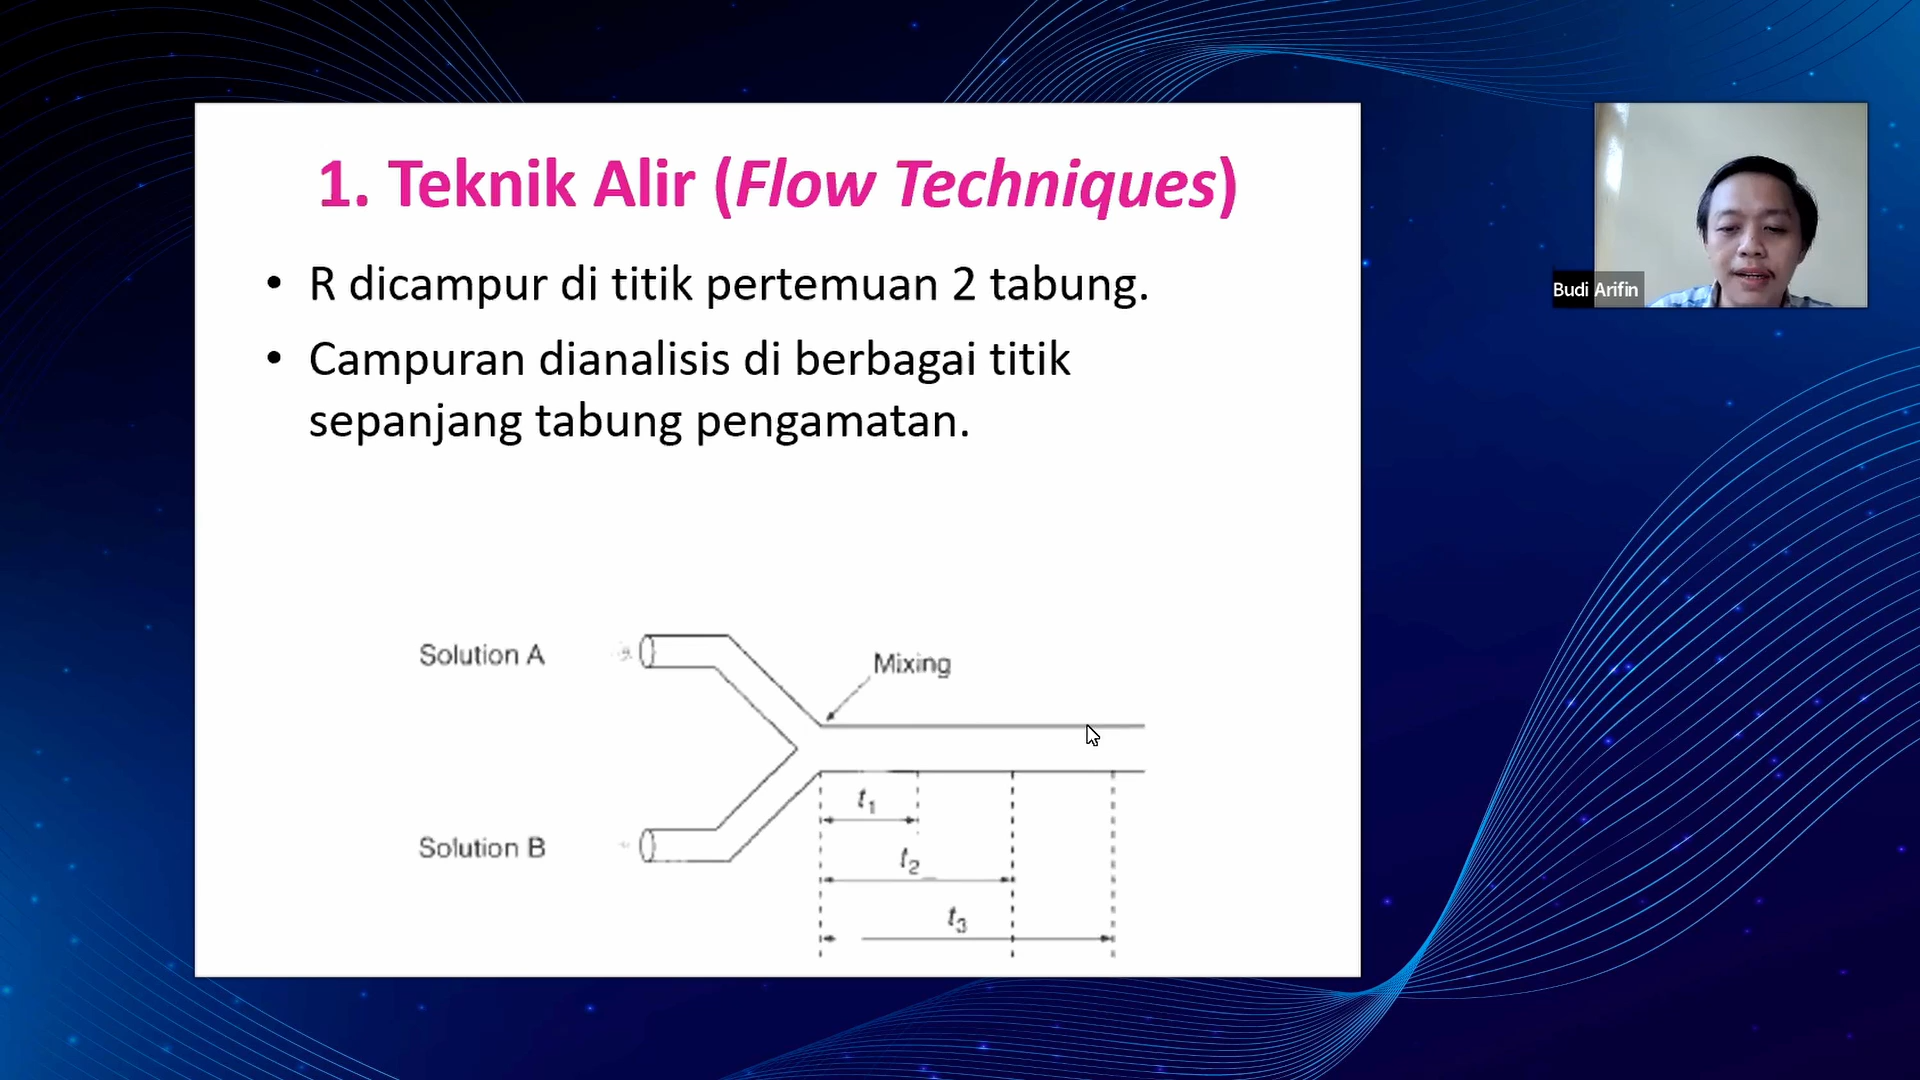 1. Teknik Alir (Flow Techniques)
• R dicampur di titik pertemuan 2 tabung.
• Campuran dianalisis di berbagai titik
sepanjang tabung pengamatan.
Solution A
Mixing
Solution B
t1
t2
t3
Budi Arifin